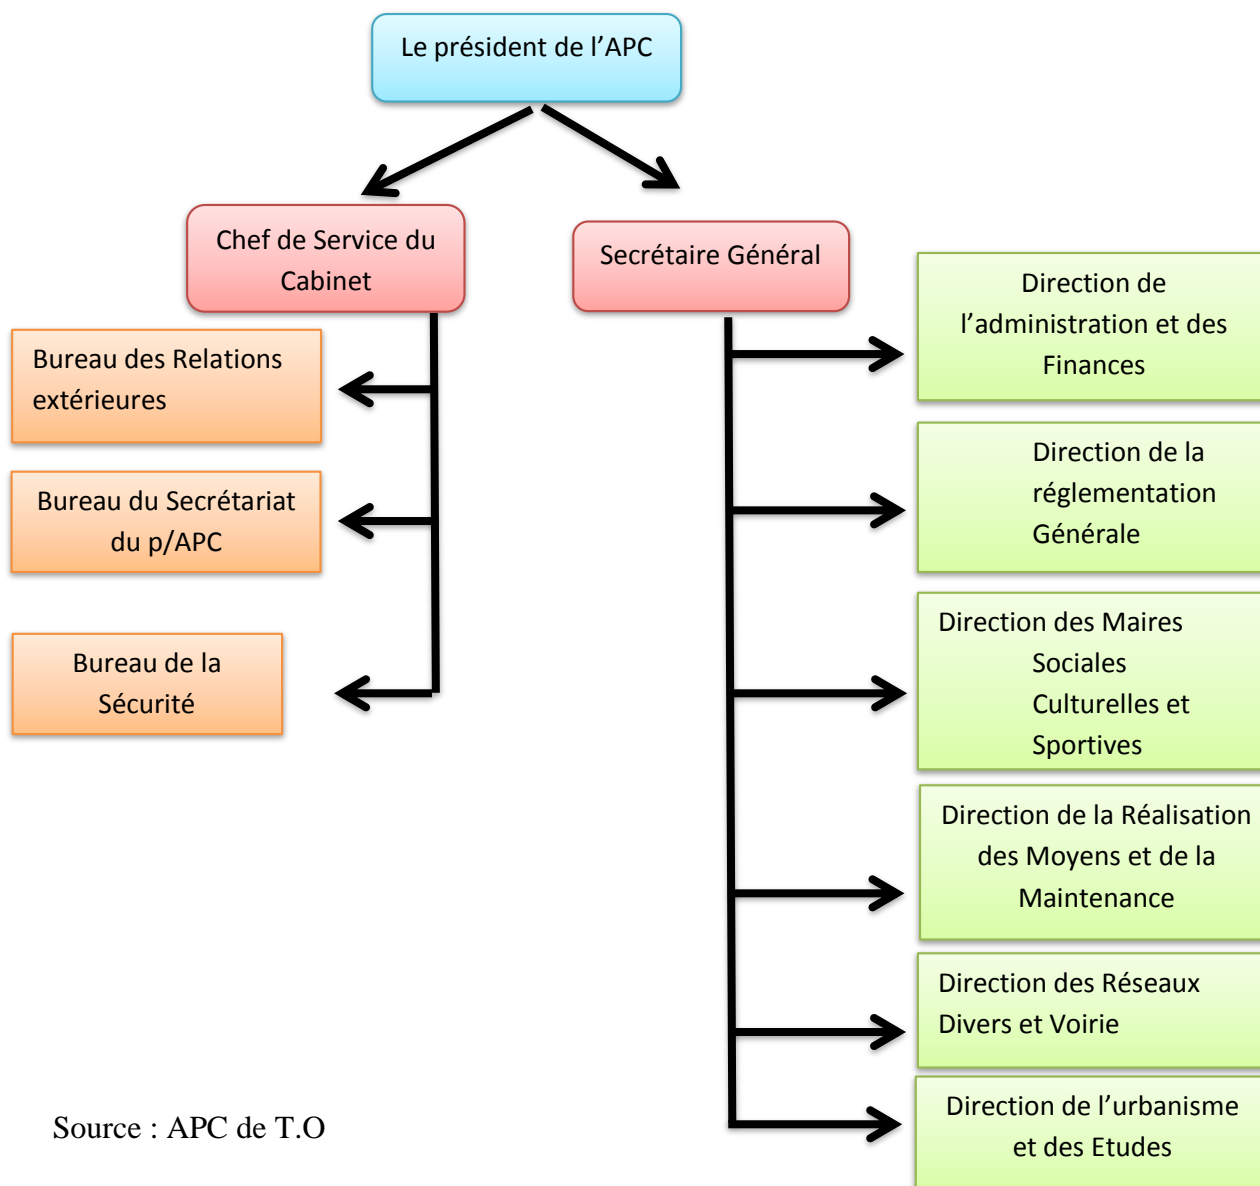 Le président de l'APC
Chef de Service du
Cabinet
Secrétaire Général
Bureau des Relations
extérieures
Bureau du Secrétariat
du p/APC
Bureau de la
Sécurité
Direction de
l'administration et des
Finances
Direction de la
réglementation
Générale
Direction des Maires
Sociales
Culturelles et
Sportives
Direction de la Réalisation
des Moyens et de la
Maintenance
Direction des Réseaux
Divers et Voirie
Direction de l'urbanisme
et des Etudes
Source : APC de T.O